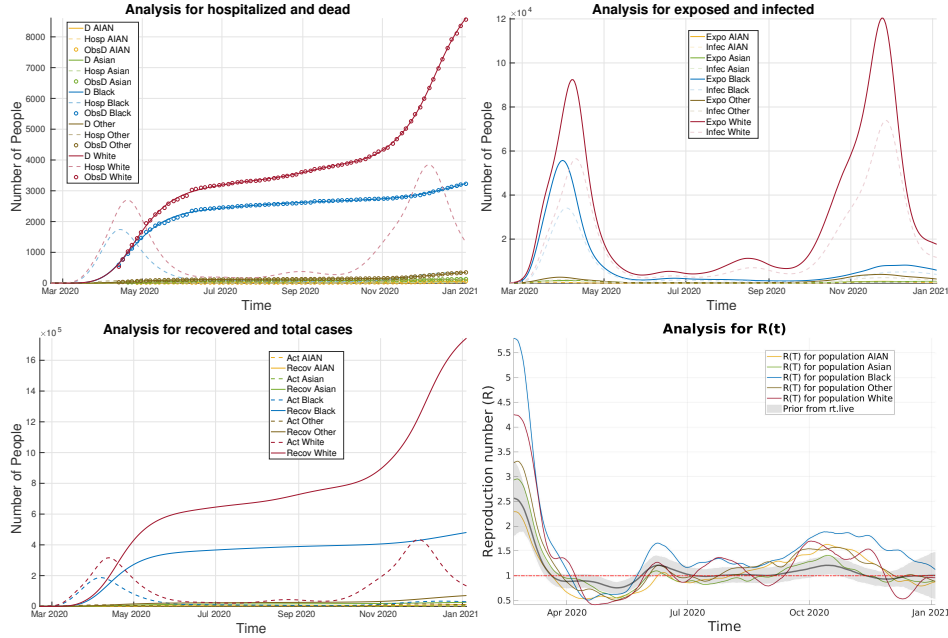 Analysis for hospitalized and dead
Number of People
8000
7000
6000
5000
4000
3000
2000
1000
0
D AIAN
Hosp AIAN
ObsD AIAN
D Asian
Hosp Asian
ObsD Asian
D Black
Hosp Black
ObsD Black
D Other
Hosp Other
ObsD Other
D White
Hosp White
ObsD White
Mar 2020
May 2020
Jul 2020
Sep 2020
Nov 2020
Jan 2021
Time
Analysis for exposed and infected
×10⁴
Number of People
12
10
8
6
4
2
Expo AIAN
Infec AIAN
Expo Asian
Infec Asian
Expo Black
Infec Black
Expo Other
Infec Other
Expo White
Infec White
Mar 2020
May 2020
Jul 2020
Sep 2020
Nov 2020
Jan 2021
Time
Analysis for recovered and total cases
×10⁵
Number of People
16
14
12
10
8
6
4
2
0
Act AIAN
Recov AIAN
Act Asian
Recov Asian
Act Black
Recov Black
Act Other
Recov Other
Act White
Recov White
Mar 2020
May 2020
Jul 2020
Sep 2020
Nov 2020
Jan 2021
Time
Analysis for R(t)
Reproduction number (R)
5.5
5
4.5
4
3.5
3
2.5
2
1.5
1
0.5
R(T) for population AIAN
R(T) for population Asian
R(T) for population Black
R(T) for population Other
R(T) for population White
Prior from rt.live
Apr 2020
Jul 2020
Oct 2020
Jan 2021
Time